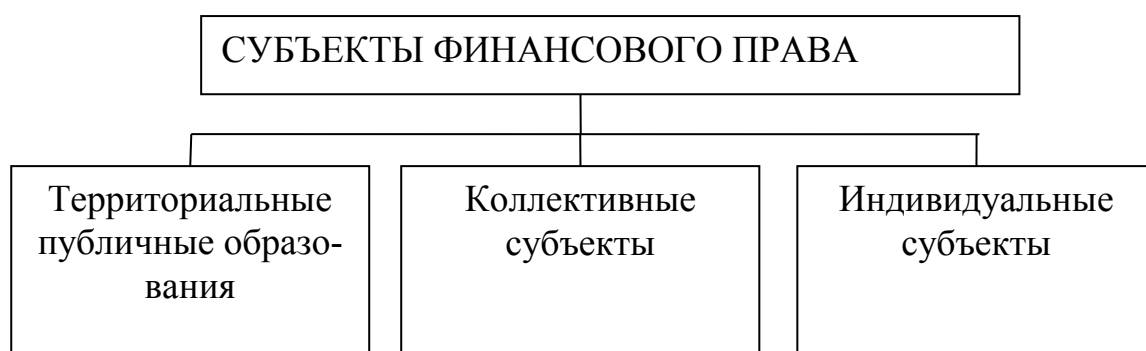 СУБЪЕКТЫ ФИНАНСОВОГО ПРАВА
Территориальные
публичные образо-
вания
Коллективные
субъекты
Индивидуальные
субъекты